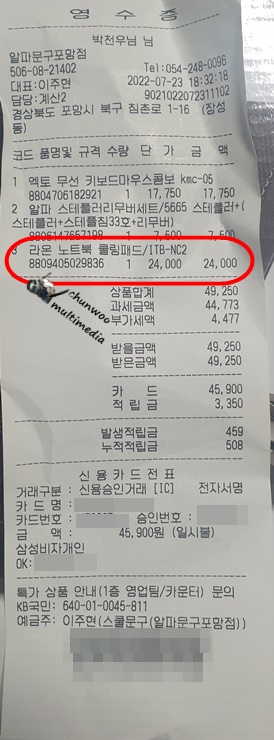 영 수 증
박천우님 님
알파문구포항점
506-08-21402 Tel:054-248-0096
대표:이주현 2022-07-23 18:32:18
담당:계산2 9021022072311102
경상북도 포항시 북구 침촌로 1-16 (장성
동)
코드 품명및 규격 수량 단 가 금 액
1 엑토 무선 키보드마우스콤보 kmc-05
8804706182921 1 17,750 17,750
2 알파 스테플러리무버세트/5665 스테플러+(
스테플러+스테플침33호+리무버)
8806147657198 1 7,500 7,500
3 라온 노트북 쿨링패드/ITB-NC2
8809405029836 1 24,000 24,000
chunwoo
multimedia
상품합계 49,250
과세금액 44,773
부가세액 4,477
받을금액 49,250
받은금액 49,250
카 드 45,900
적 립 금 3,350
발생적립금 459
누적적립금 508
신 용 카 드 전 표
거래구분 : 신용승인거래 [IC] 전자서명
카 드 명 :
카드번호 : 승인번호 :
금 액 : 45,900원 (일시불)
삼성비자개인
OK:
특가 상품 안내(1층 영업팀/카운터) 문의
KB국민: 640-01-0045-811
예금주: 이주현(스쿨문구(알파문구포항점))